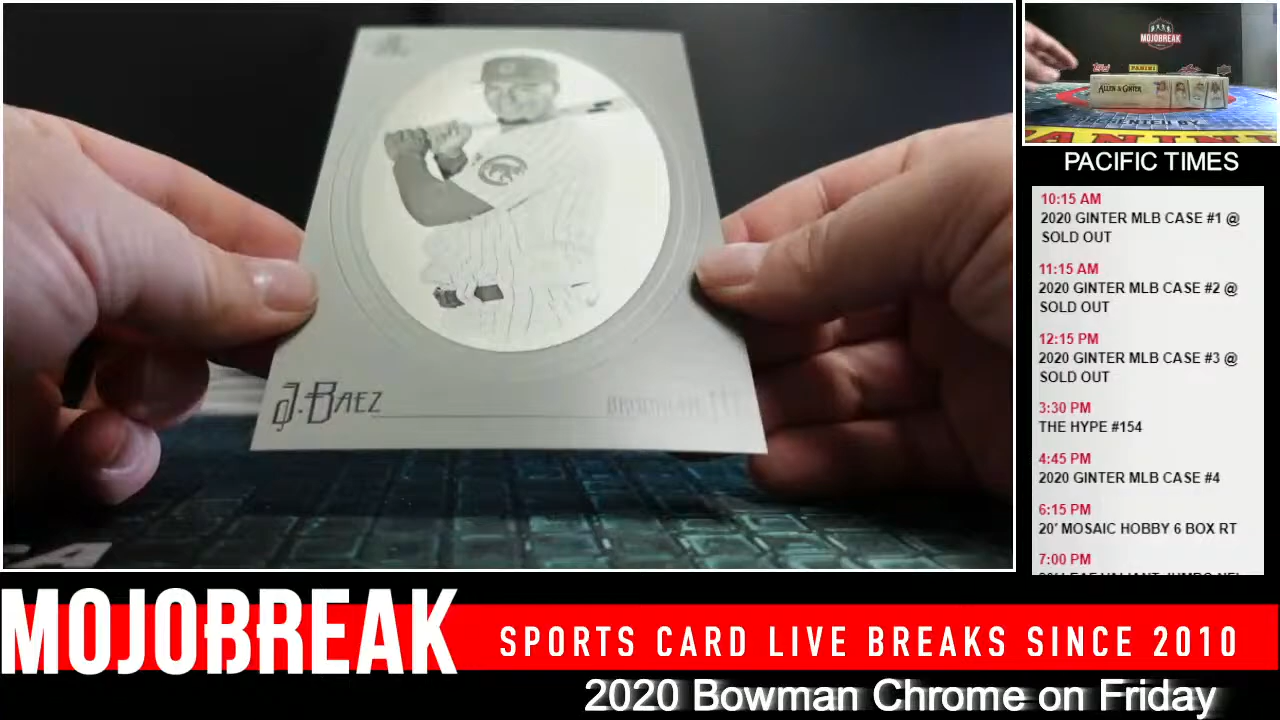 J. BAEZ
MOJOBREAK
TOPPS
PANINI
ALLEN & GINTER
PACIFIC TIMES
10:15 AM
2020 GINTER MLB CASE #1 @
SOLD OUT
11:15 AM
2020 GINTER MLB CASE #2 @
SOLD OUT
12:15 PM
2020 GINTER MLB CASE #3 @
SOLD OUT
3:30 PM
THE HYPE #154
4:45 PM
2020 GINTER MLB CASE #4
6:15 PM
20' MOSAIC HOBBY 6 BOX RT
7:00 PM
MOJOBREAK
SPORTS CARD LIVE BREAKS SINCE 2010
2020 Bowman Chrome on Friday